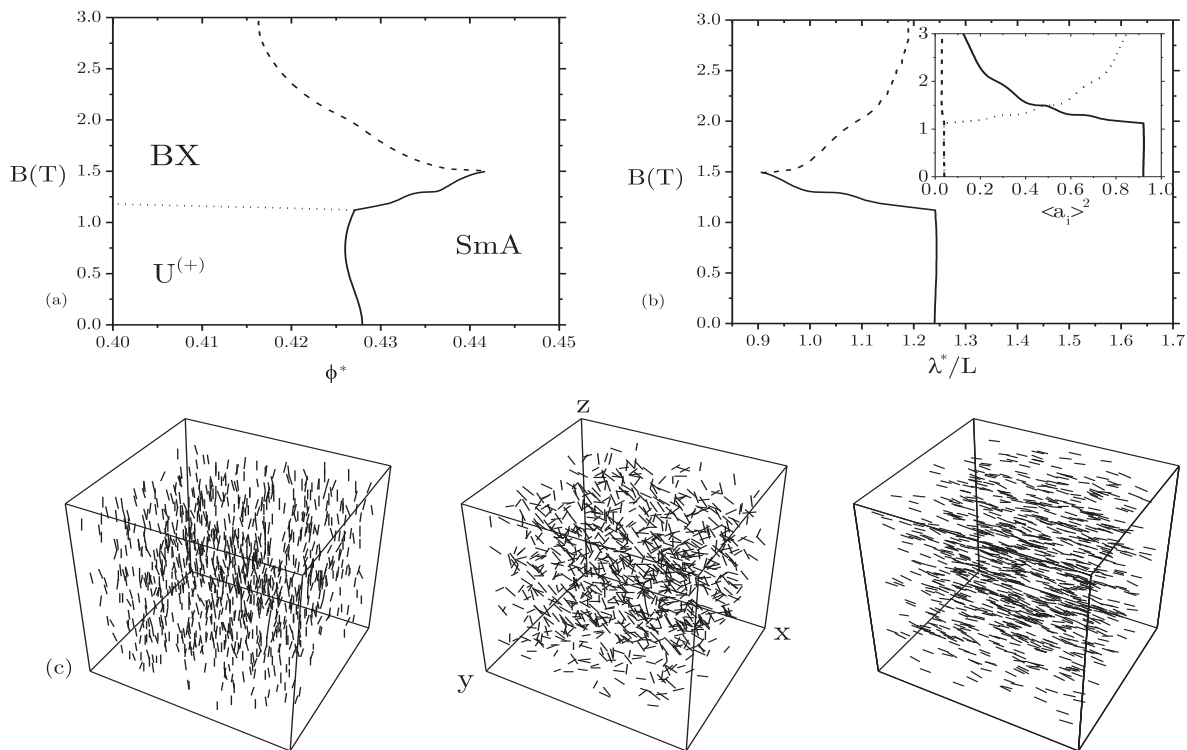 3.0
2.5
2.0
1.5
1.0
0.5
0.0
B(T)
BX
U(+)
SmA
(a)
0.40 0.41 0.42 0.43 0.44 0.45
ϕ*
3.0
2.5
2.0
1.5
1.0
0.5
0.0
B(T)
(b)
0.9 1.0 1.1 1.2 1.3 1.4 1.5 1.6 1.7
λ*/L
3
2
1
0
0.0 0.2 0.4 0.6 0.8 1.0
<a_i>²
(c)
z
y
x